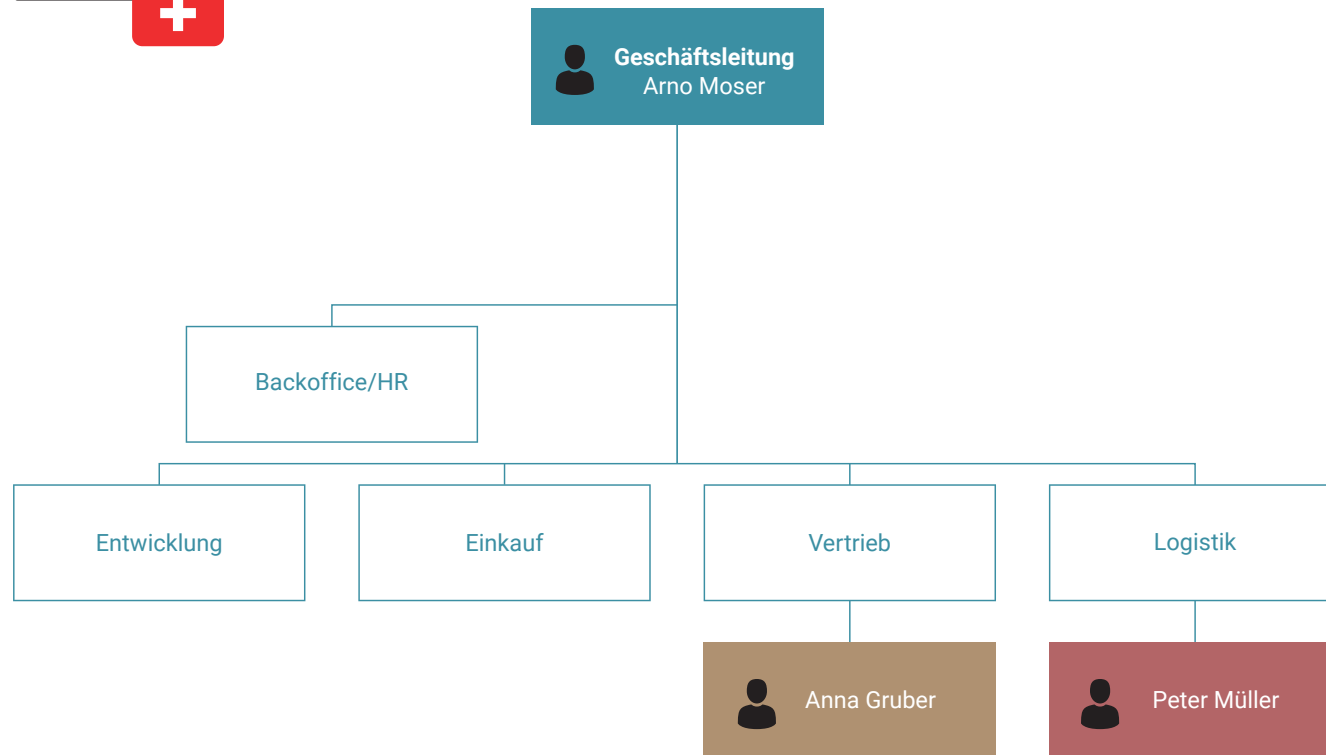 Geschäftsleitung
Arno Moser
Backoffice/HR
Entwicklung
Einkauf
Vertrieb
Logistik
Anna Gruber
Peter Müller